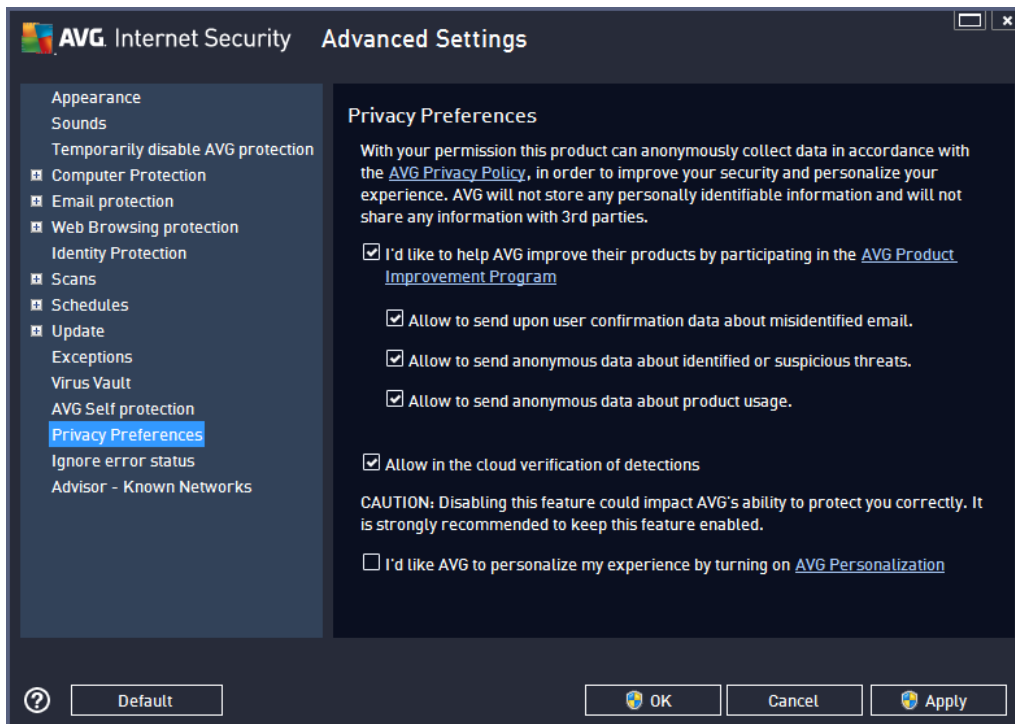 AVG. Internet Security Advanced Settings
Appearance
Sounds
Temporarily disable AVG protection
Computer Protection
Email protection
Web Browsing protection
Identity Protection
Scans
Schedules
Update
Exceptions
Virus Vault
AVG Self protection
Privacy Preferences
Ignore error status
Advisor - Known Networks
Privacy Preferences
With your permission this product can anonymously collect data in accordance with
the AVG Privacy Policy, in order to improve your security and personalize your
experience. AVG will not store any personally identifiable information and will not
share any information with 3rd parties.
I'd like to help AVG improve their products by participating in the AVG Product
Improvement Program
Allow to send upon user confirmation data about misidentified email.
Allow to send anonymous data about identified or suspicious threats.
Allow to send anonymous data about product usage.
Allow in the cloud verification of detections
CAUTION: Disabling this feature could impact AVG's ability to protect you correctly. It
is strongly recommended to keep this feature enabled.
I'd like AVG to personalize my experience by turning on AVG Personalization
? Default OK Cancel Apply